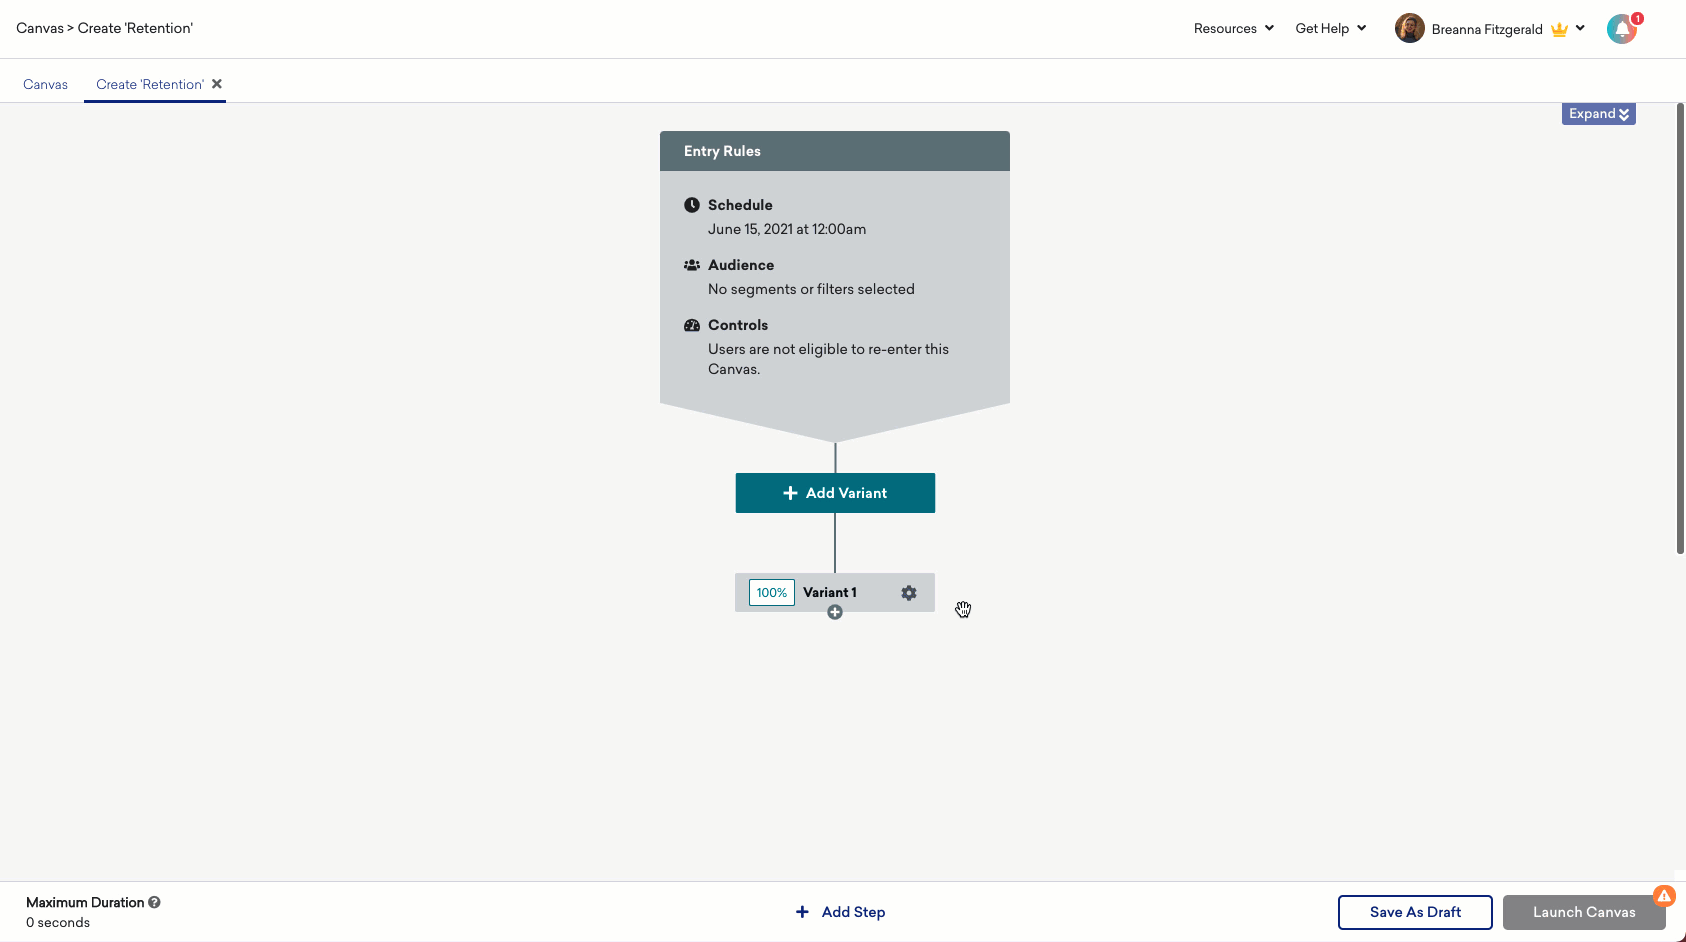 Canvas > Create 'Retention'
Resources
Get Help
Breanna Fitzgerald
1
Canvas
Create 'Retention'
Expand
Entry Rules
Schedule
June 15, 2021 at 12:00am
Audience
No segments or filters selected
Controls
Users are not eligible to re-enter this
Canvas.
+ Add Variant
100% Variant 1
Maximum Duration ?
0 seconds
+ Add Step
Save As Draft
Launch Canvas